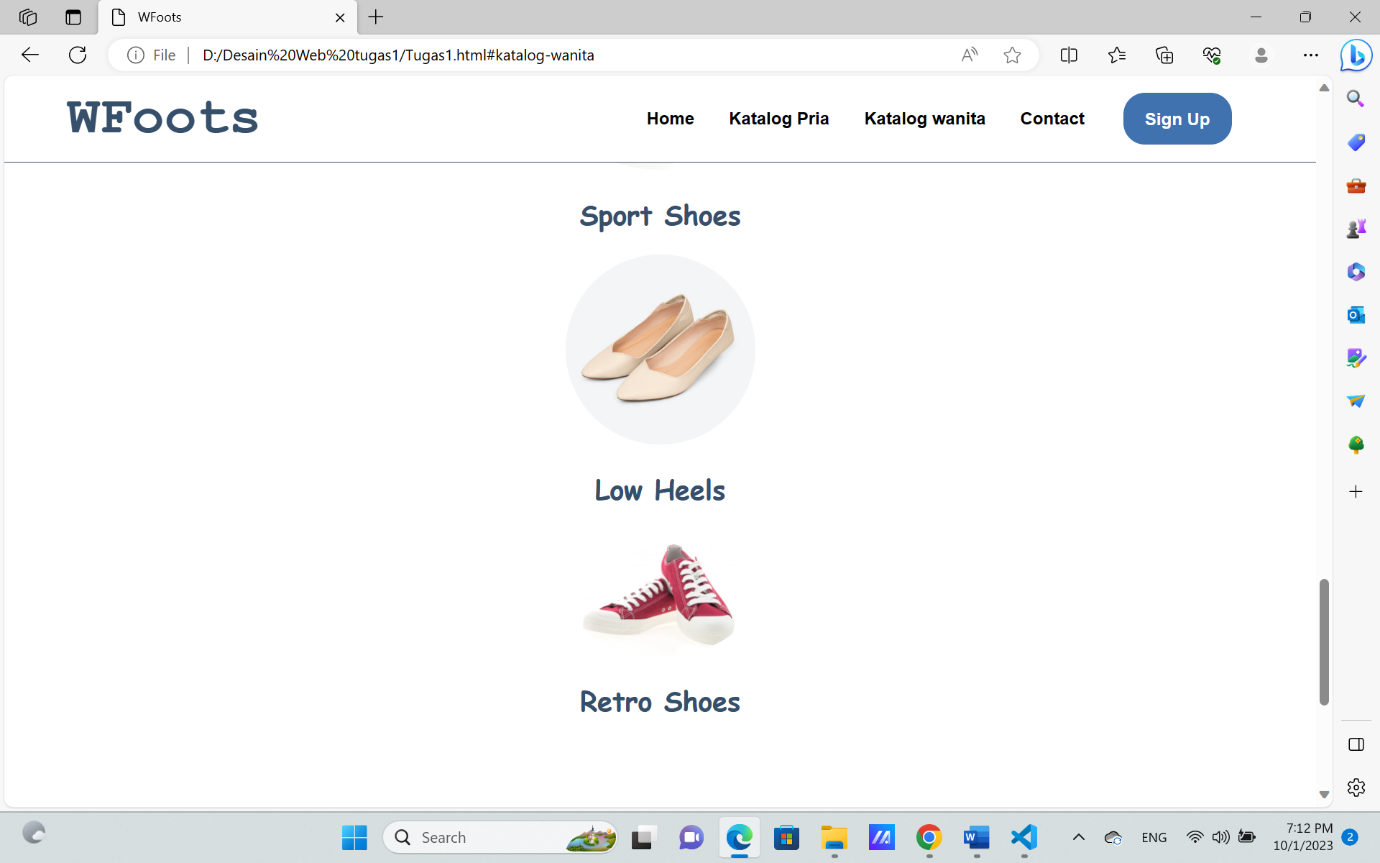 WFoots
File
D:/Desain%20Web%20tugas1/Tugas1.html#katalog-wanita
WFoots
Home
Katalog Pria
Katalog wanita
Contact
Sign Up
Sport Shoes
Low Heels
Retro Shoes
Search
ENG
7:12 PM
10/1/2023
2